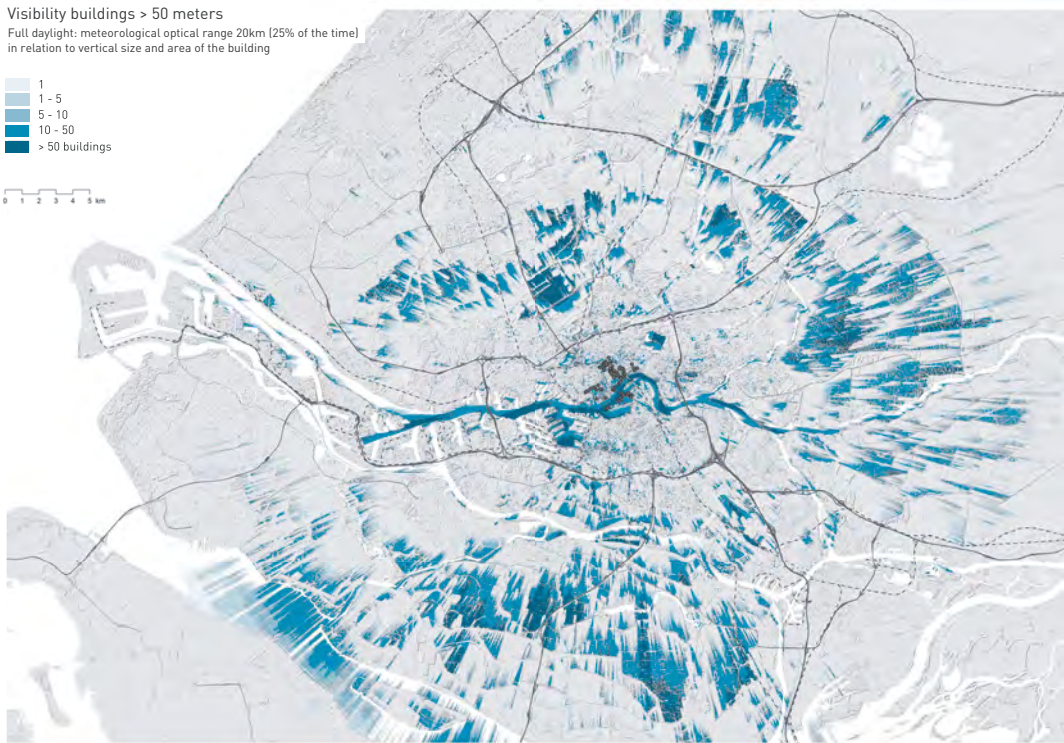 Visibility buildings > 50 meters
Full daylight: meteorological optical range 20km (25% of the time)
in relation to vertical size and area of the building
1
1 - 5
5 - 10
10 - 50
> 50 buildings
0 1 2 3 4 5 km